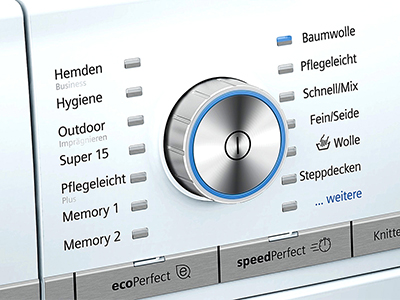 Hemden
Business
Hygiene
Outdoor
Imprägnieren
Super 15
Pflegeleicht
Plus
Memory 1
Memory 2
Baumwolle
Pflegeleicht
Schnell/Mix
Fein/Seide
Wolle
Steppdecken
... weitere
ecoPerfect
speedPerfect